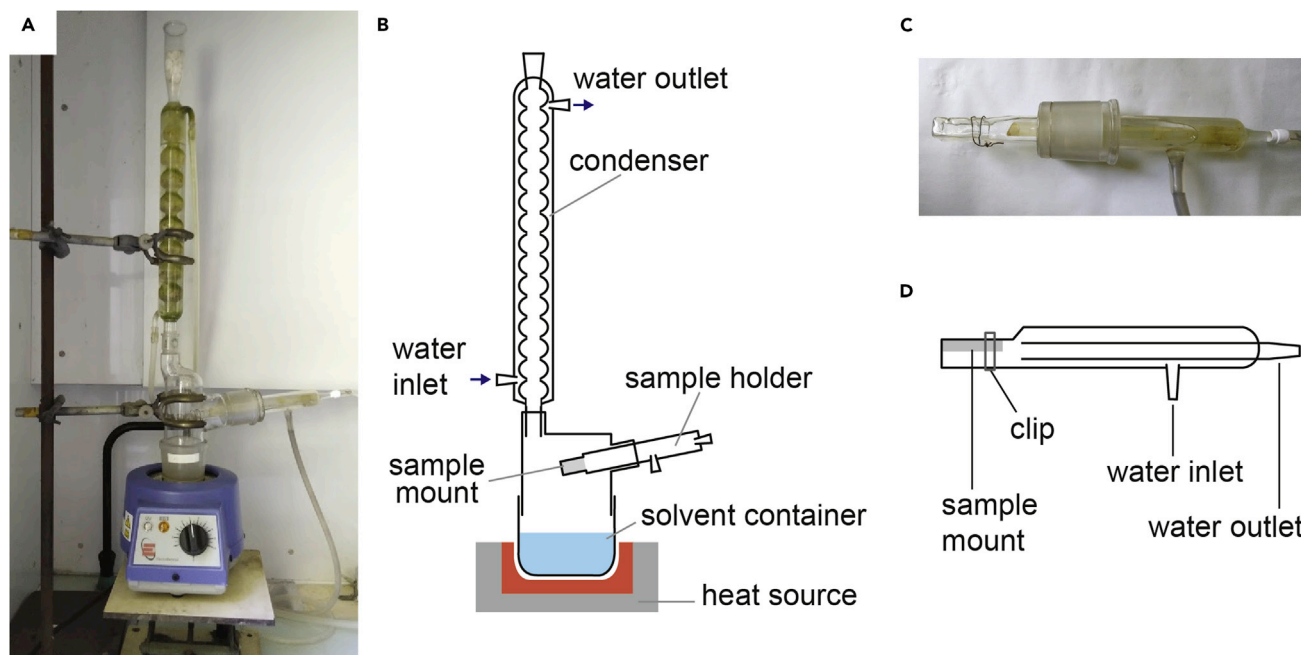 A
B
water outlet
condenser
water
inlet
sample holder
sample
mount
solvent container
heat source
C
D
clip
water inlet
sample
mount
water outlet